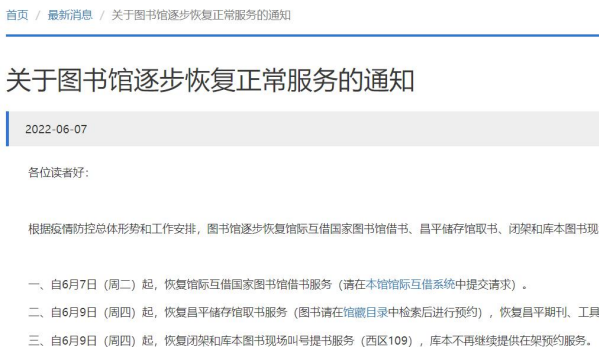 首页 / 最新消息 / 关于图书馆逐步恢复正常服务的通知
关于图书馆逐步恢复正常服务的通知
2022-06-07
各位读者好：
根据疫情防控总体形势和工作安排，图书馆逐步恢复馆际互借国家图书馆借书、昌平储存馆取书、闭架和库本图书现
一、自6月7日（周二）起，恢复馆际互借国家图书馆借书服务（请在本馆馆际互借系统中提交请求）。
二、自6月9日（周四）起，恢复昌平储存馆取书服务（图书请在馆藏目录中检索后进行预约），恢复昌平期刊、工具
三、自6月9日（周四）起，恢复闭架和库本图书现场叫号提书服务（西区109），库本不再继续提供在架预约服务。